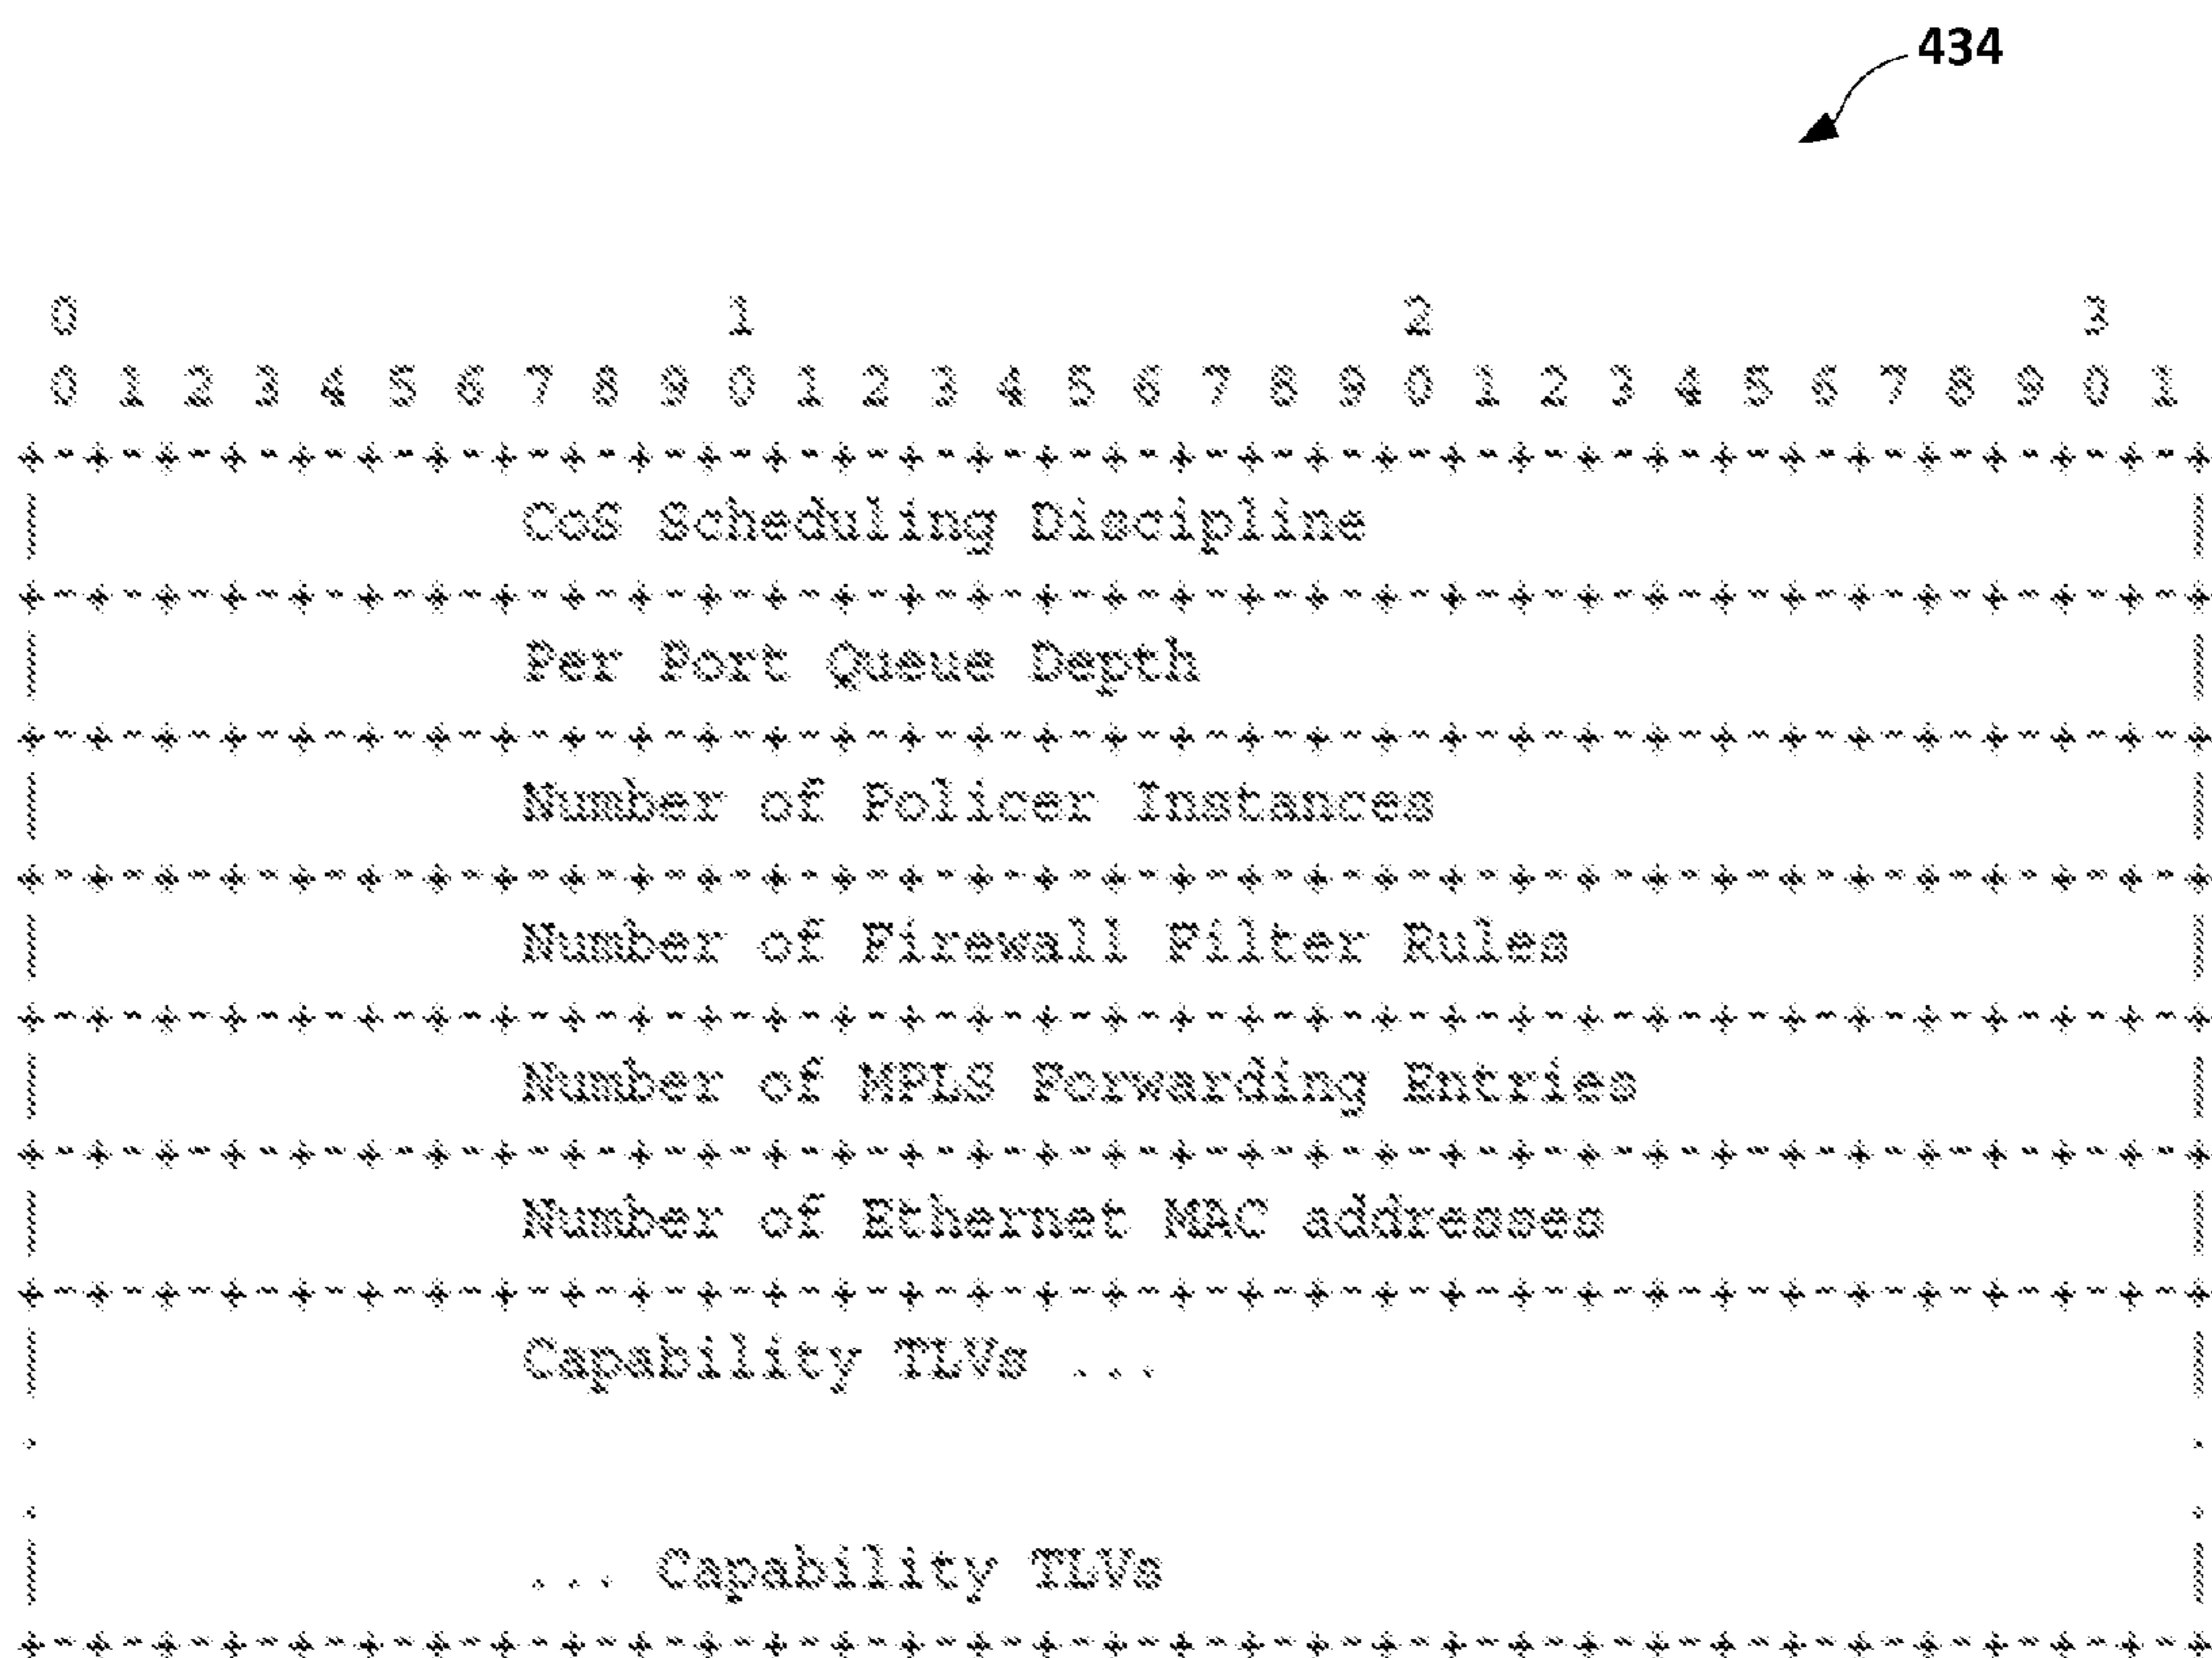 434
0 1 2 3
0 1 2 3 4 5 6 7 8 9 0 1 2 3 4 5 6 7 8 9 0 1 2 3 4 5 6 7 8 9 0 1
+-+-+-+-+-+-+-+-+-+-+-+-+-+-+-+-+-+-+-+-+-+-+-+-+-+-+-+-+-+-+-+-+
| CoS Scheduling Discipline |
+-+-+-+-+-+-+-+-+-+-+-+-+-+-+-+-+-+-+-+-+-+-+-+-+-+-+-+-+-+-+-+-+
| Per Port Queue Depth |
+-+-+-+-+-+-+-+-+-+-+-+-+-+-+-+-+-+-+-+-+-+-+-+-+-+-+-+-+-+-+-+-+
| Number of Policer Instances |
+-+-+-+-+-+-+-+-+-+-+-+-+-+-+-+-+-+-+-+-+-+-+-+-+-+-+-+-+-+-+-+-+
| Number of Firewall Filter Rules |
+-+-+-+-+-+-+-+-+-+-+-+-+-+-+-+-+-+-+-+-+-+-+-+-+-+-+-+-+-+-+-+-+
| Number of MPLS Forwarding Entries |
+-+-+-+-+-+-+-+-+-+-+-+-+-+-+-+-+-+-+-+-+-+-+-+-+-+-+-+-+-+-+-+-+
| Number of Ethernet MAC addresses |
+-+-+-+-+-+-+-+-+-+-+-+-+-+-+-+-+-+-+-+-+-+-+-+-+-+-+-+-+-+-+-+-+
| Capability TLVs ... |
. .
. .
| ... Capability TLVs |
+-+-+-+-+-+-+-+-+-+-+-+-+-+-+-+-+-+-+-+-+-+-+-+-+-+-+-+-+-+-+-+-+